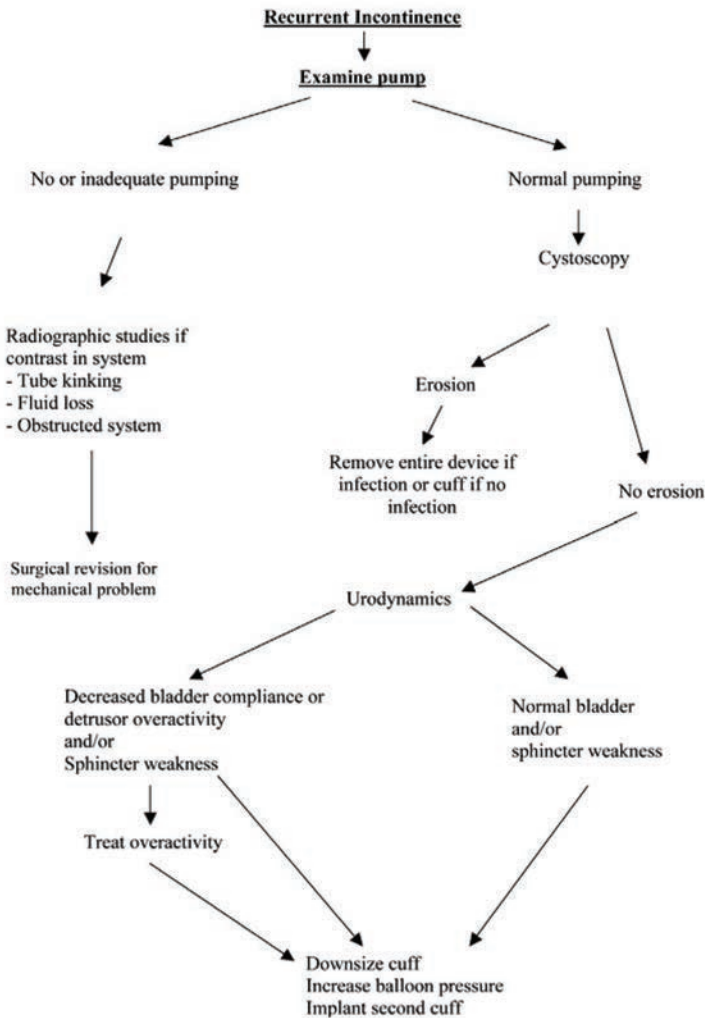 Recurrent Incontinence
Examine pump
No or inadequate pumping
Normal pumping
Cystoscopy
Radiographic studies if
contrast in system
- Tube kinking
- Fluid loss
- Obstructed system
Erosion
Remove entire device if
infection or cuff if no
infection
No erosion
Surgical revision for
mechanical problem
Urodynamics
Decreased bladder compliance or
detrusor overactivity
and/or
Sphincter weakness
Normal bladder
and/or
sphincter weakness
Treat overactivity
Downsize cuff
Increase balloon pressure
Implant second cuff